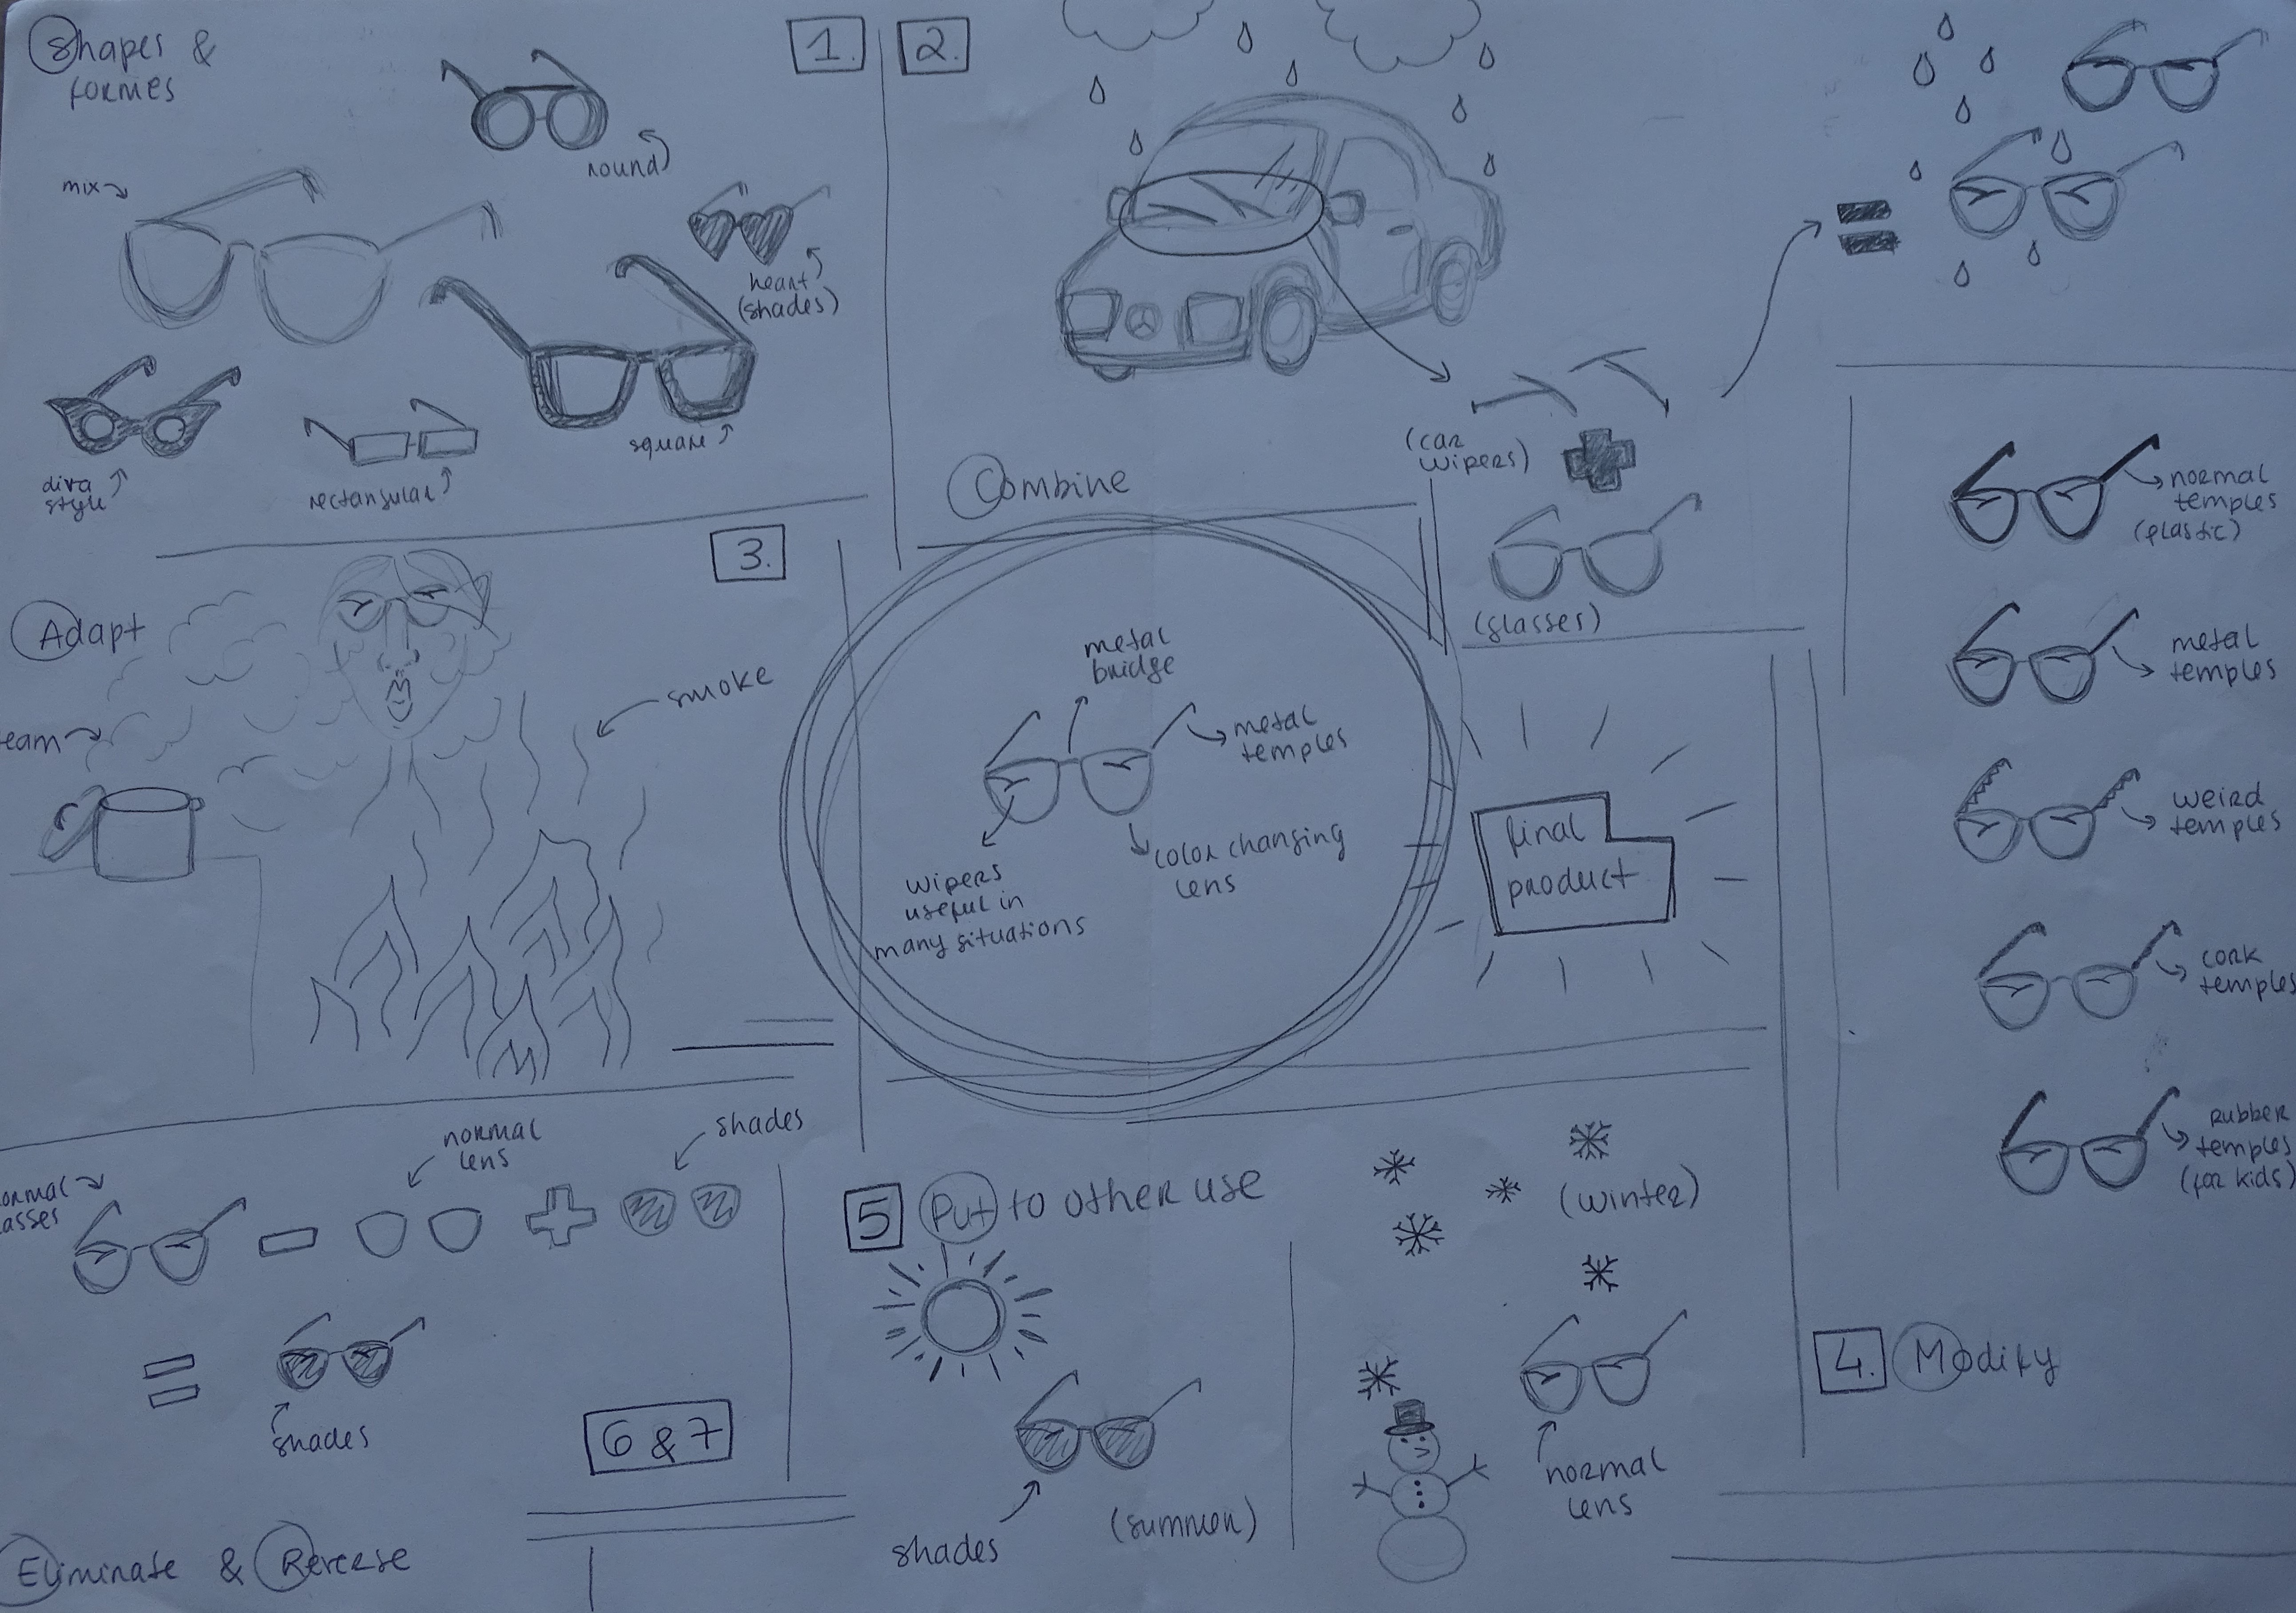 Shapes &
formes
1.
round
mix
heart
(shades)
square
diva
style
rectangular
2.
Combine
(car
wipers)
(glasses)
3.
Adapt
smoke
eam
metal
bridge
metal
temples
color changing
lens
wipers
useful in
many situations
final
product
normal
temples
(plastic)
metal
temples
weird
temples
cork
temples
rubber
temples
(for kids)
4. Modify
5 Put to other use
(winter)
normal
lens
shades
(summer)
ormal
asses
normal
lens
shades
shades
6 & 7
Eliminate & Reverse